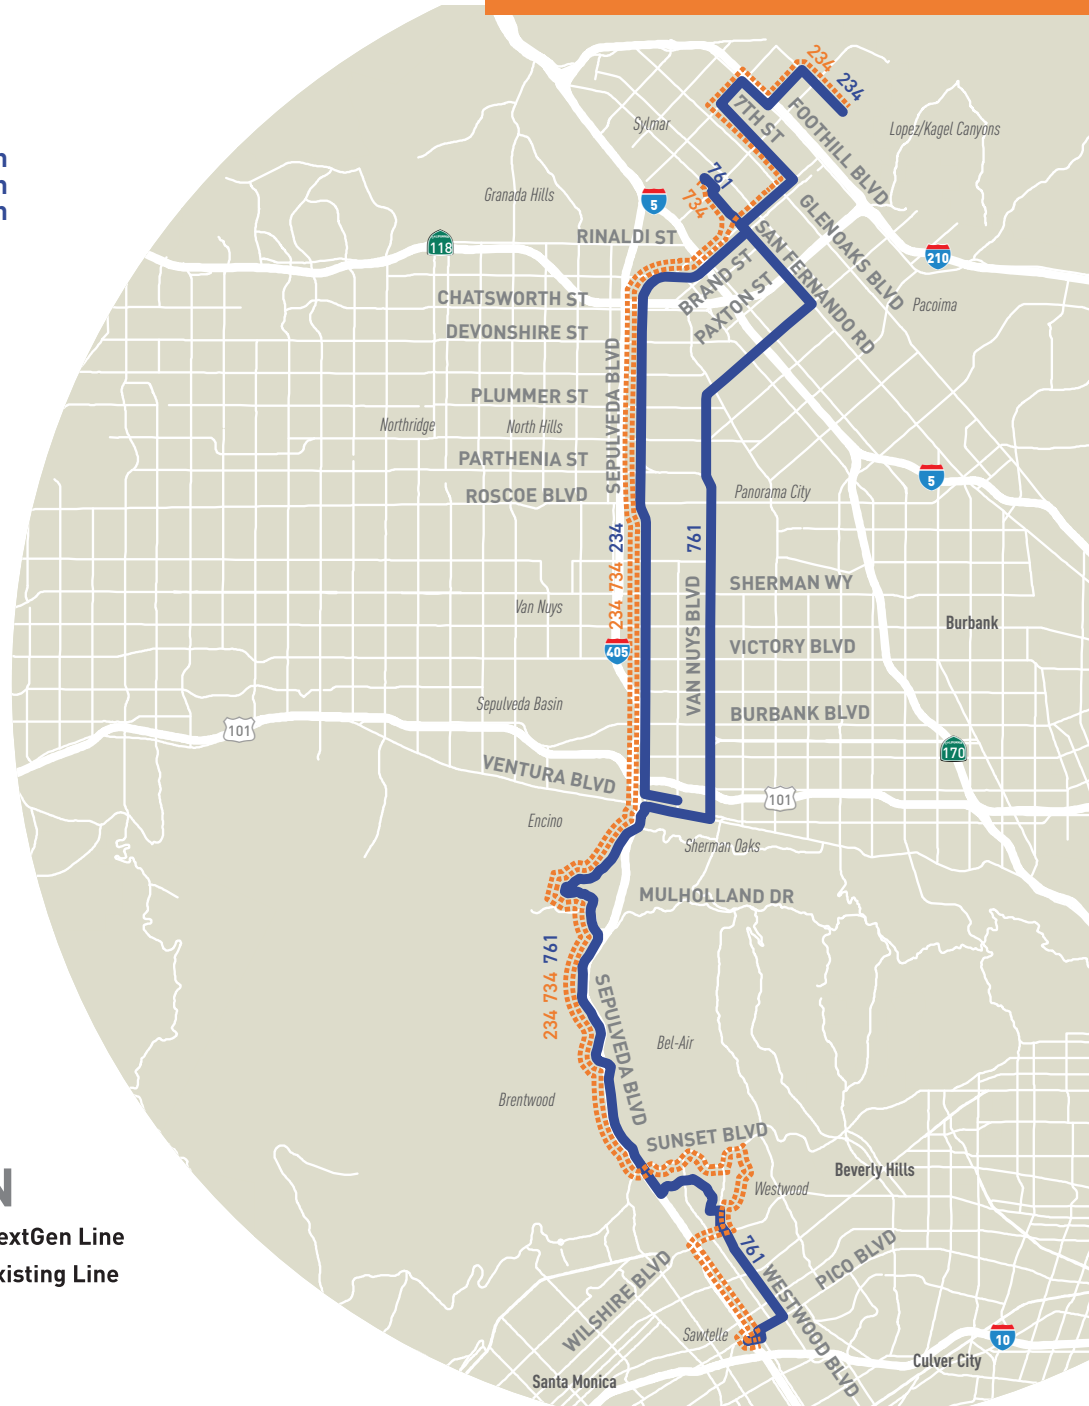 234
234
Sylmar
7TH ST
FOOTHILL BLVD
Lopez/Kagel Canyons
761
734
Granada Hills
5
RINALDI ST
118
SAN FERNANDO RD
GLENOAKS BLVD
210
BRAND ST
PAXTON ST
Pacoima
CHATSWORTH ST
DEVONSHIRE ST
SEPULVEDA BLVD
PLUMMER ST
Northridge
North Hills
PARTHENIA ST
ROSCOE BLVD
Panorama City
5
234 734 234
761
VAN NUYS BLVD
SHERMAN WY
Van Nuys
Burbank
405
VICTORY BLVD
Sepulveda Basin
BURBANK BLVD
101
170
VENTURA BLVD
101
Encino
Sherman Oaks
MULHOLLAND DR
234 734 761
SEPULVEDA BLVD
Bel-Air
Brentwood
SUNSET BLVD
Beverly Hills
Westwood
N
extGen Line
xisting Line
761
WESTWOOD BLVD
PICO BLVD
WILSHIRE BLVD
Sawtelle
10
Culver City
Santa Monica